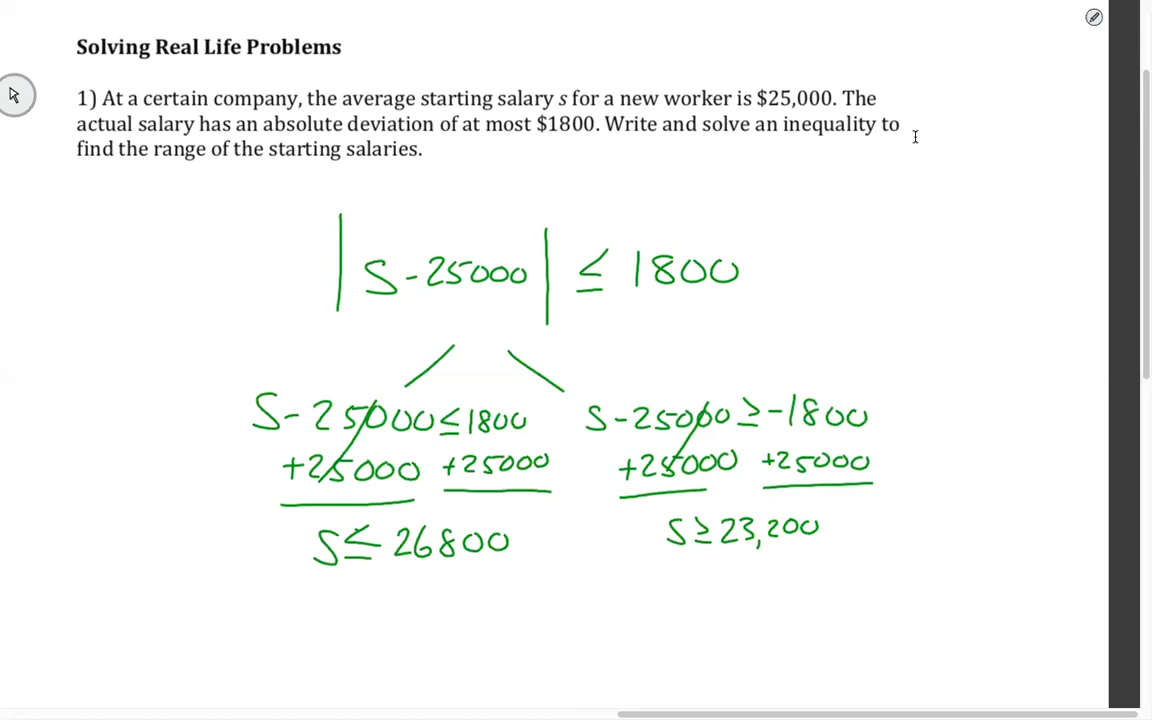 Solving Real Life Problems
1) At a certain company, the average starting salary s for a new worker is $25,000. The
actual salary has an absolute deviation of at most $1800. Write and solve an inequality to
find the range of the starting salaries.
|S-25000| ≤ 1800
S-25000≤1800 S-25000≥-1800
+25000 +25000 +25000 +25000
S≤26800 S≥23,200